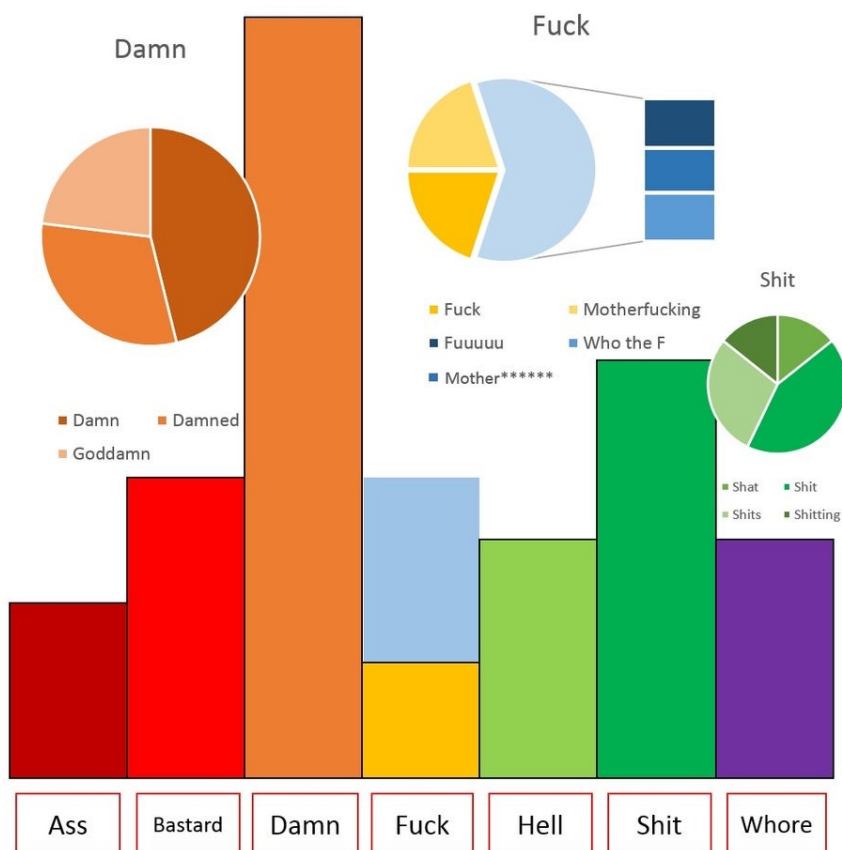 Damn
Fuck
Damn Damned
Goddamn
Fuck Motherfucking
Fuuuuu Who the F
Mother******
Shit
Shat Shit
Shits Shitting
Ass Bastard Damn Fuck Hell Shit Whore